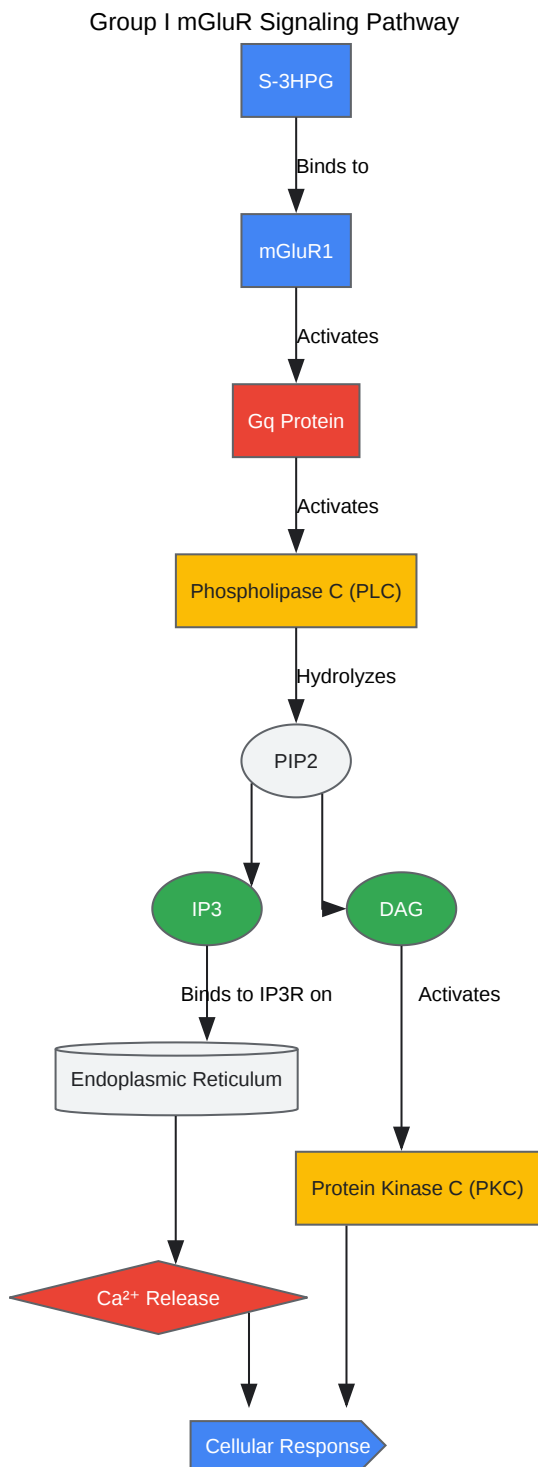 Group I mGluR Signaling Pathway
S-3HPG
Binds to
mGluR1
Activates
Gq Protein
Activates
Phospholipase C (PLC)
Hydrolyzes
PIP2
IP3
DAG
Binds to IP3R on
Activates
Endoplasmic Reticulum
Protein Kinase C (PKC)
Ca²⁺ Release
Cellular Response